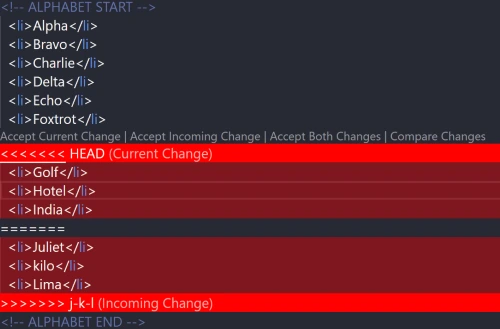 <!-- ALPHABET START -->
<li>Alpha</li>
<li>Bravo</li>
<li>Charlie</li>
<li>Delta</li>
<li>Echo</li>
<li>Foxtrot</li>
Accept Current Change | Accept Incoming Change | Accept Both Changes | Compare Changes
<<<<<<< HEAD (Current Change)
<li>Golf</li>
<li>Hotel</li>
<li>India</li>
=======
<li>Juliet</li>
<li>kilo</li>
<li>Lima</li>
>>>>>>> j-k-l (Incoming Change)
<!-- ALPHABET END -->